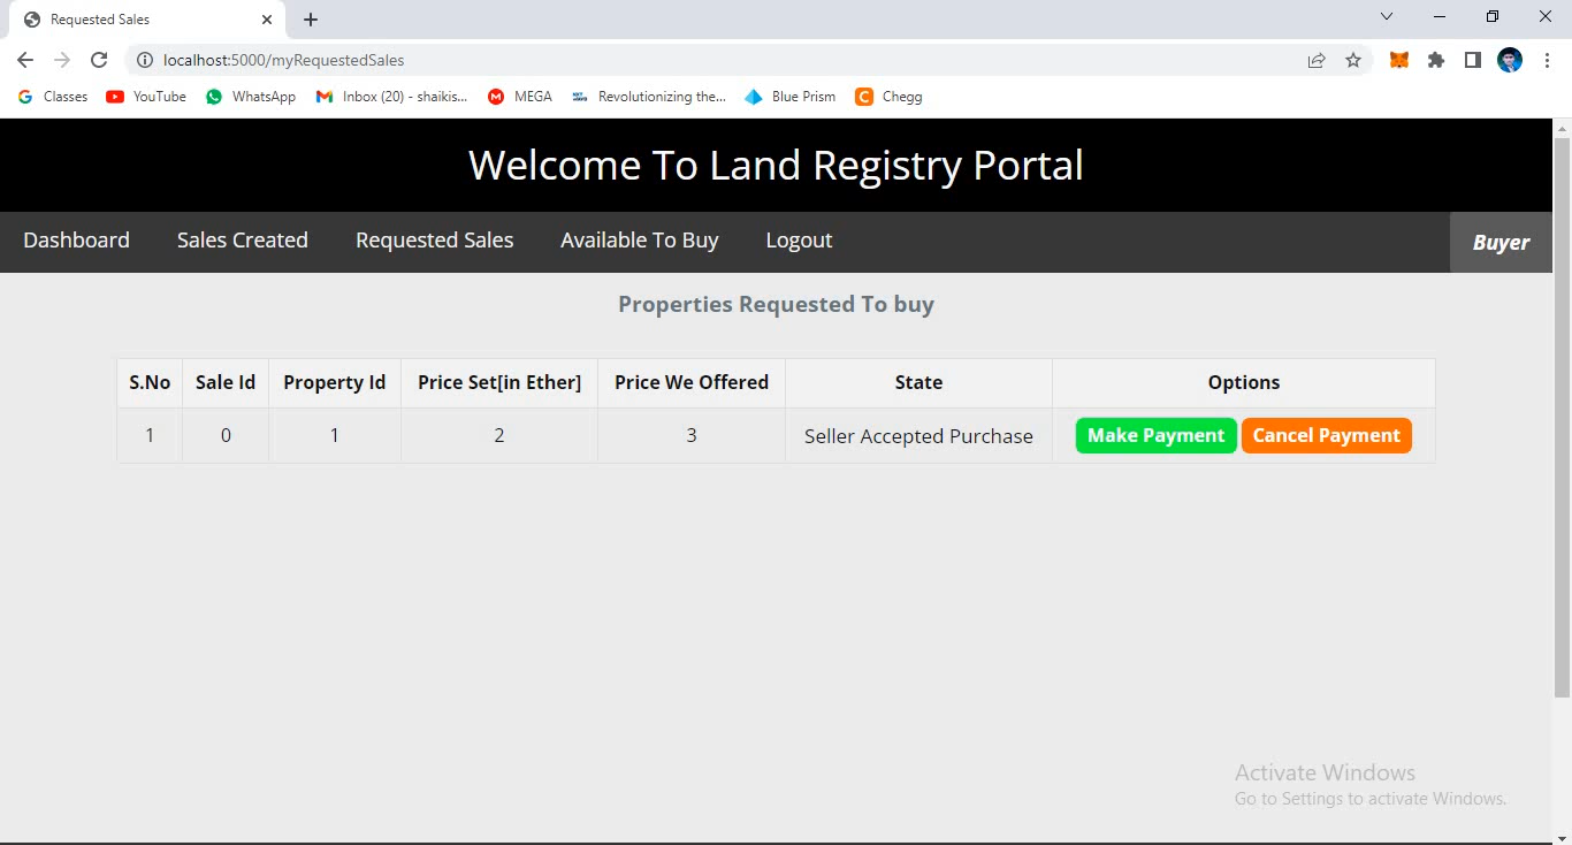 Requested Sales
localhost:5000/myRequestedSales
Classes YouTube WhatsApp Inbox (20) - shaikis... MEGA Revolutionizing the... Blue Prism Chegg
Welcome To Land Registry Portal
Dashboard Sales Created Requested Sales Available To Buy Logout Buyer
Properties Requested To buy
S.No Sale Id Property Id Price Set[in Ether] Price We Offered State Options
1 0 1 2 3 Seller Accepted Purchase Make Payment Cancel Payment
Activate Windows
Go to Settings to activate Windows.